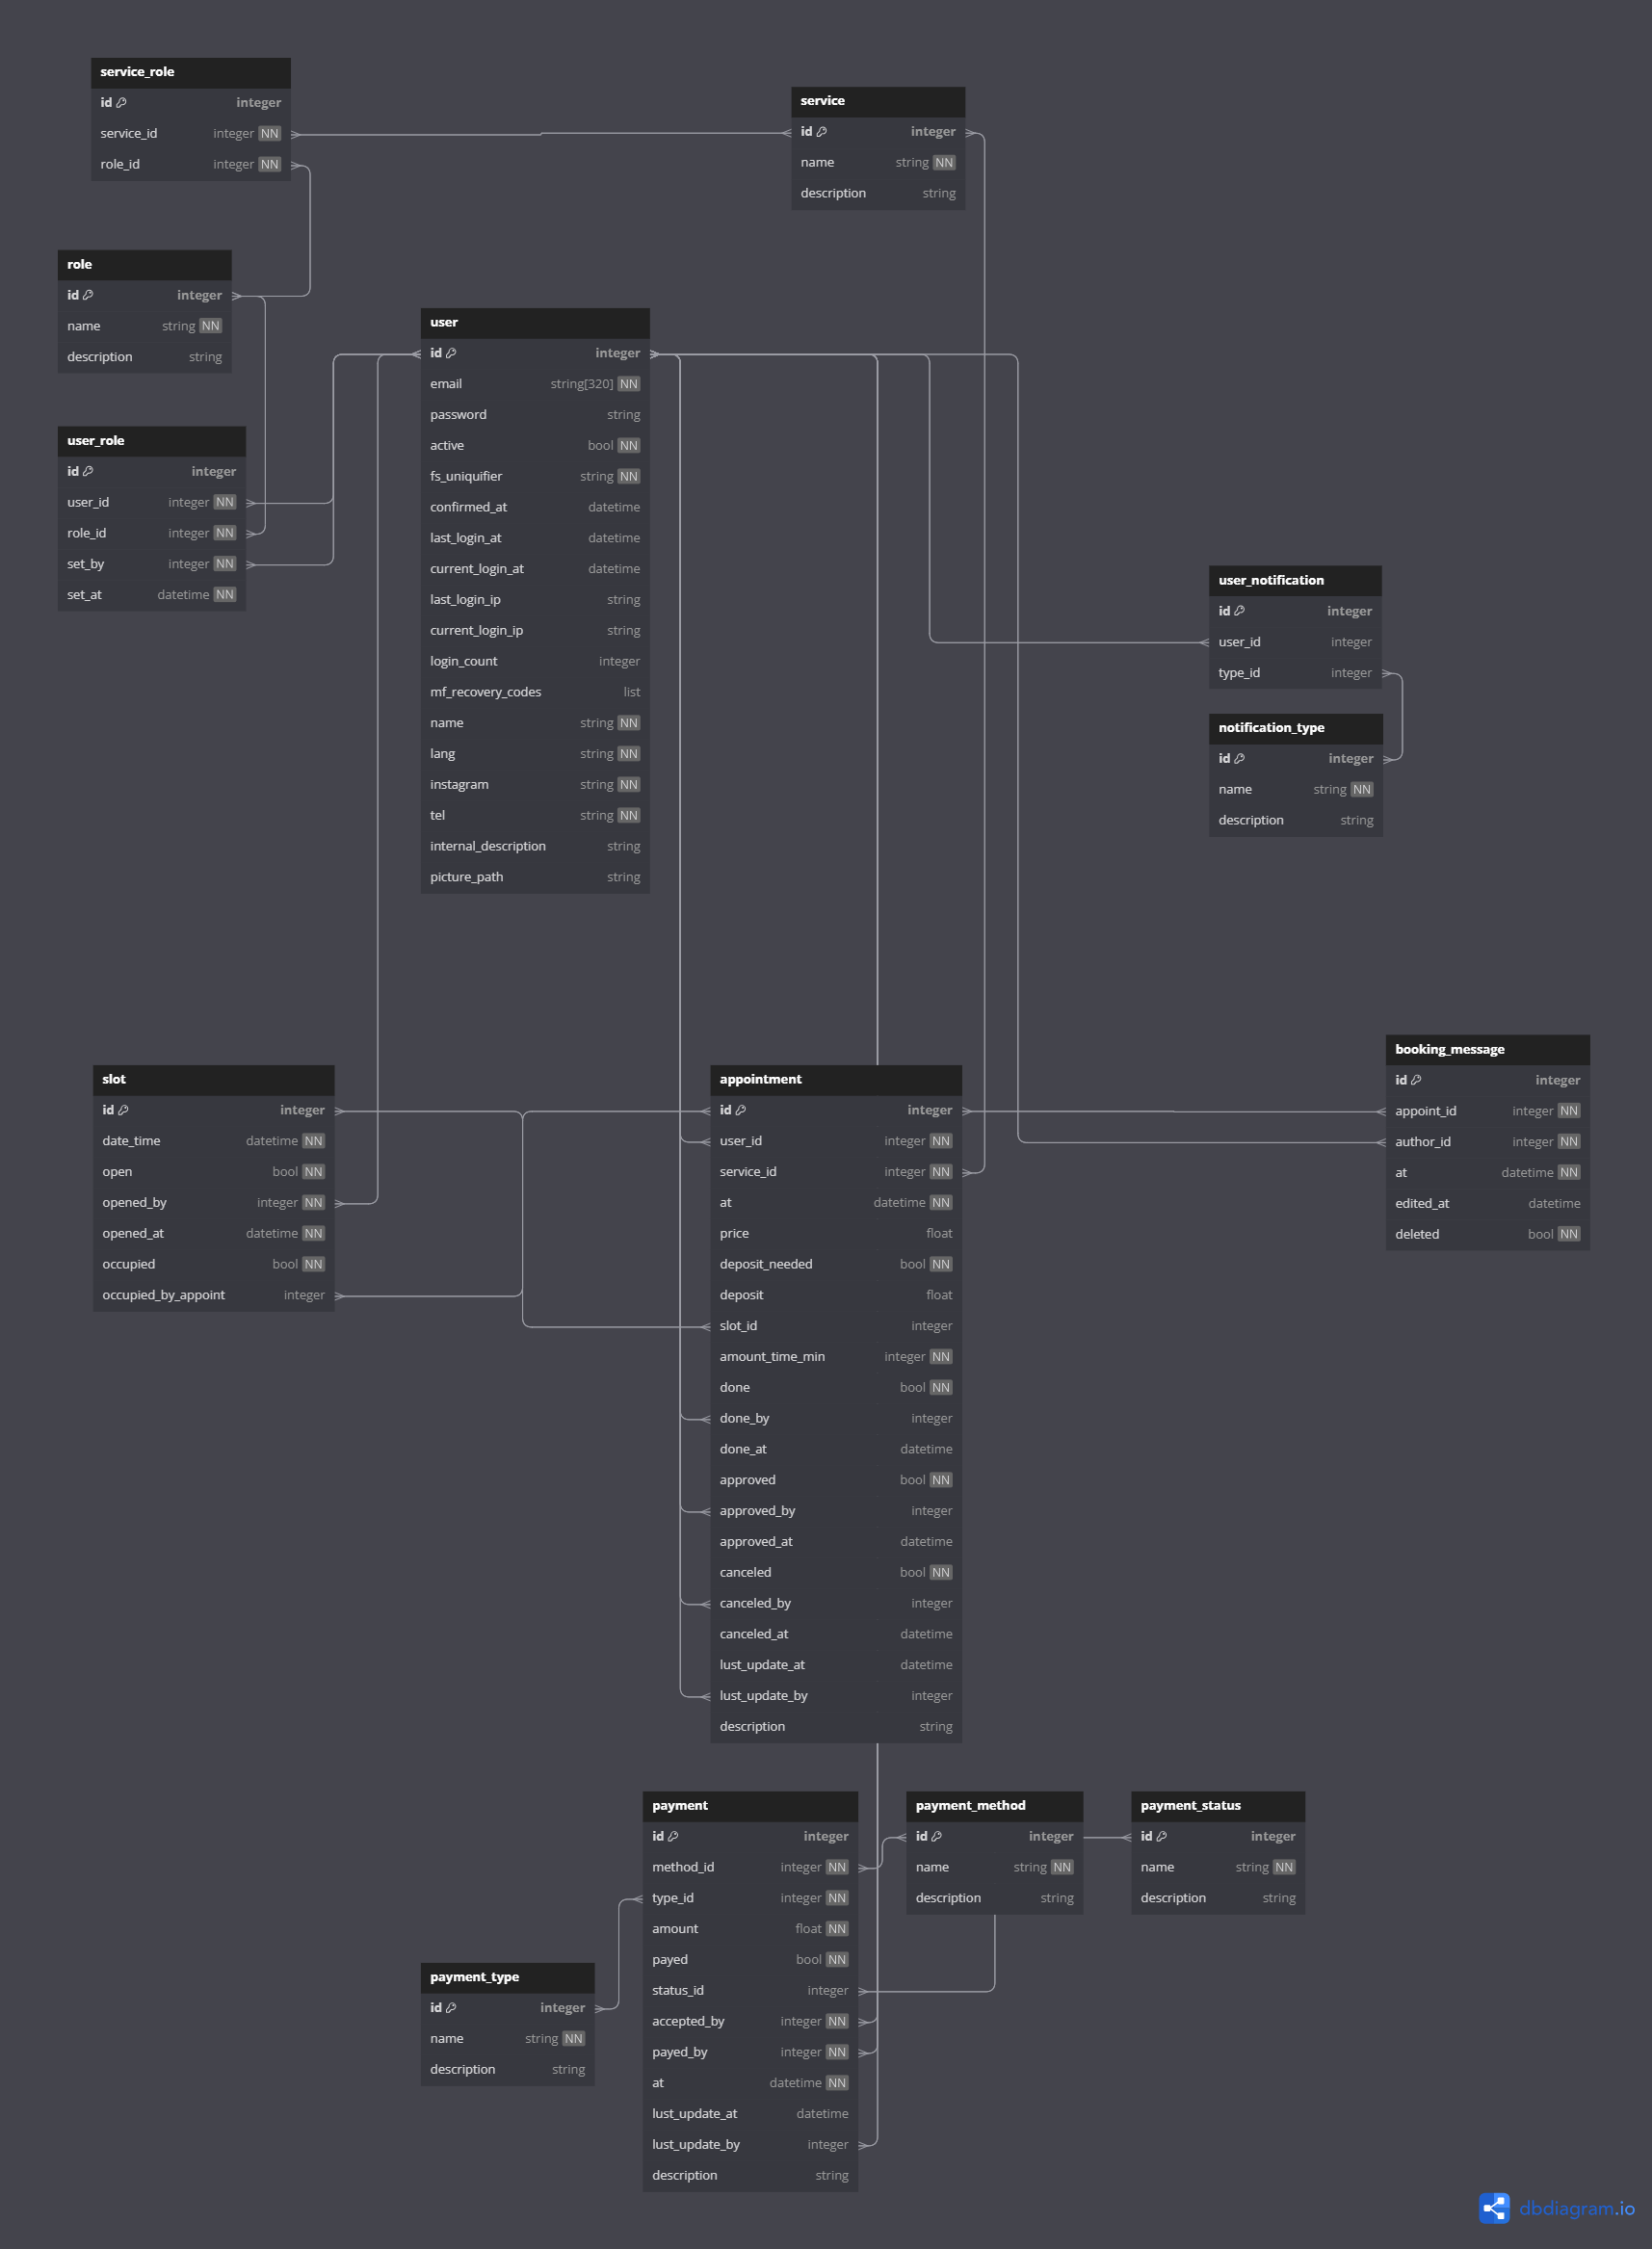 service_role
id integer
service_id integer NN
role_id integer NN
service
id integer
name string NN
description string
role
id integer
name string NN
description string
user
id integer
email string[320] NN
password string
active bool NN
fs_uniquifier string NN
confirmed_at datetime
last_login_at datetime
current_login_at datetime
last_login_ip string
current_login_ip string
login_count integer
mf_recovery_codes list
name string NN
lang string NN
instagram string NN
tel string NN
internal_description string
picture_path string
user_role
id integer
user_id integer NN
role_id integer NN
set_by integer NN
set_at datetime NN
user_notification
id integer
user_id integer
type_id integer
notification_type
id integer
name string NN
description string
slot
id integer
date_time datetime NN
open bool NN
opened_by integer NN
opened_at datetime NN
occupied bool NN
occupied_by_appoint integer
appointment
id integer
user_id integer NN
service_id integer NN
at datetime NN
price float
deposit_needed bool NN
deposit float
slot_id integer
amount_time_min integer NN
done bool NN
done_by integer
done_at datetime
approved bool NN
approved_by integer
approved_at datetime
canceled bool NN
canceled_by integer
canceled_at datetime
lust_update_at datetime
lust_update_by integer
description string
booking_message
id integer
appoint_id integer NN
author_id integer NN
at datetime NN
edited_at datetime
deleted bool NN
payment
id integer
method_id integer NN
type_id integer NN
amount float NN
payed bool NN
status_id integer
accepted_by integer NN
payed_by integer NN
at datetime NN
lust_update_at datetime
lust_update_by integer
description string
payment_method
id integer
name string NN
description string
payment_status
id integer
name string NN
description string
payment_type
id integer
name string NN
description string
dbdiagram.io